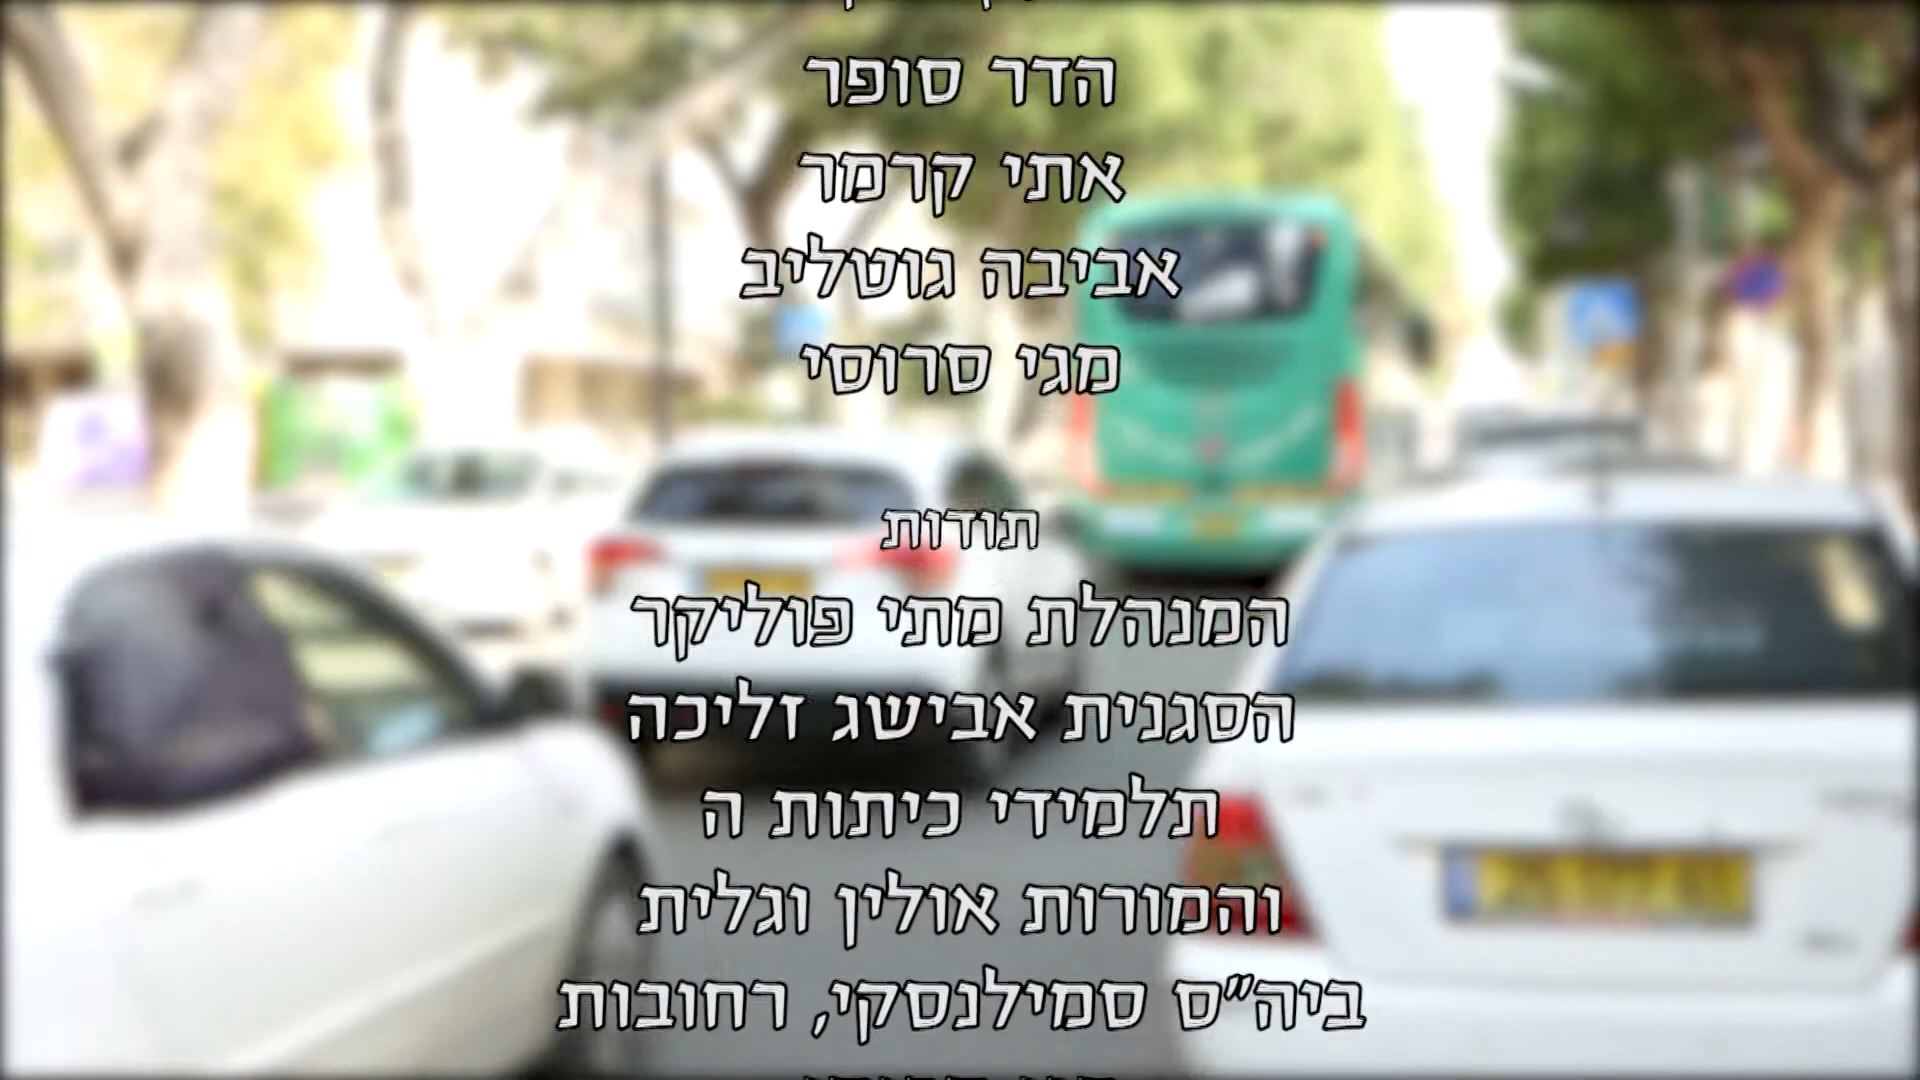 הדר סופר
אתי קרמר
אביבה גוטליב
מגי סרוסי
תודות
המנהלת מתי פוליקר
הסגנית אבישג זליכה
תלמידי כיתות ה
והמורות אולין וגלית
ביה"ס סמילנסקי, רחובות